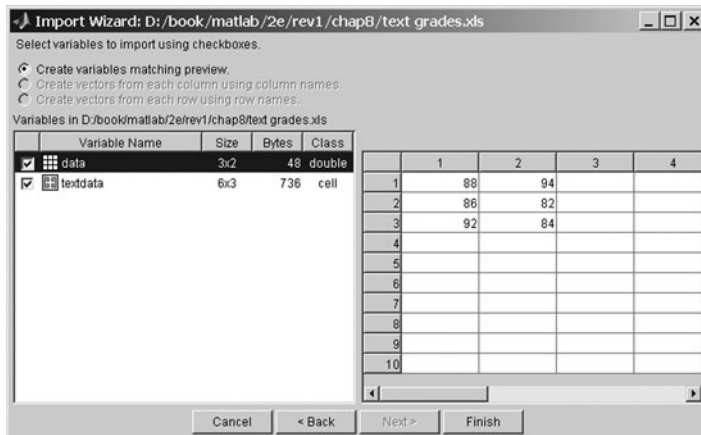 Import Wizard: D:/book/matlab/2e/rev1/chap8/text grades.xls
Select variables to import using checkboxes.
Create variables matching preview.
Create vectors from each column using column names.
Create vectors from each row using row names.
Variables in D:/book/matlab/2e/rev1/chap8/text grades.xls
Variable Name Size Bytes Class
data 3x2 48 double
textdata 6x3 736 cell
1 2 3 4
1 88 94
2 86 82
3 92 84
4
5
6
7
8
9
10
Cancel < Back Next > Finish